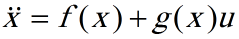 ẍ = f(x) + g(x)u